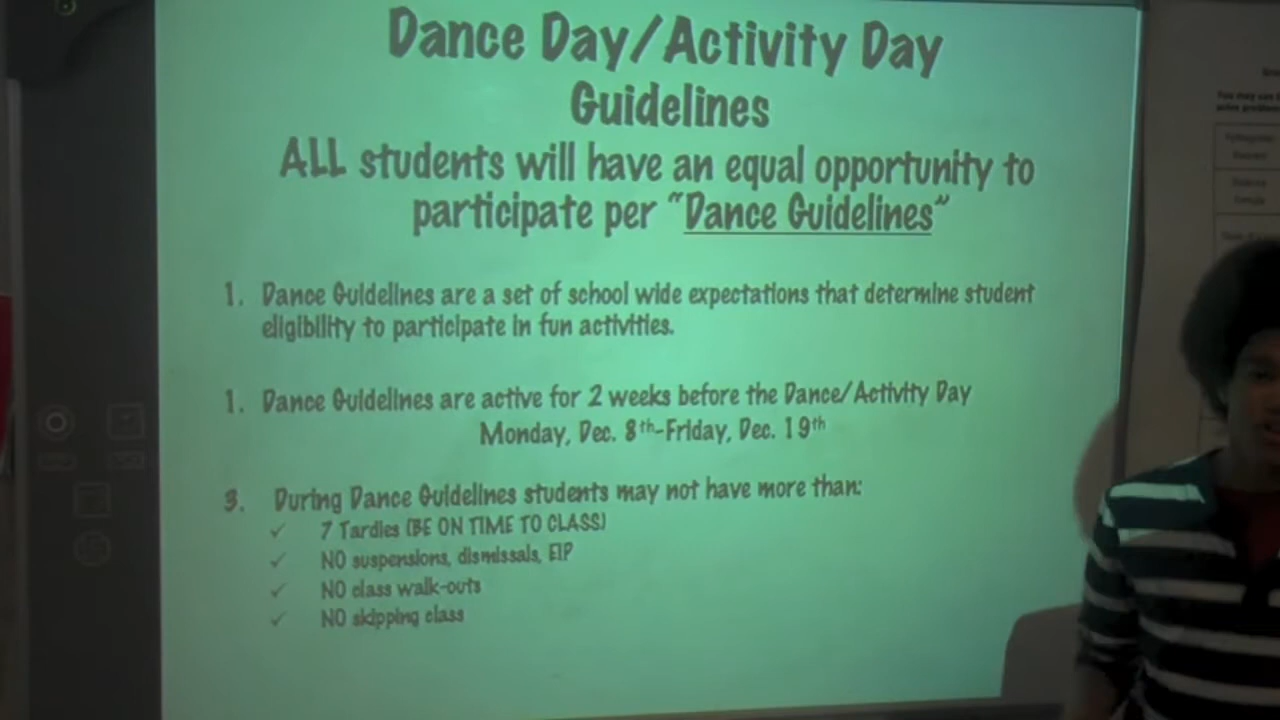 Dance Day/Activity Day
Guidelines
ALL students will have an equal opportunity to
participate per “Dance Guidelines”
1. Dance Guidelines are a set of school wide expectations that determine student
eligibility to participate in fun activities.
1. Dance Guidelines are active for 2 weeks before the Dance/Activity Day
Monday, Dec. 8th-Friday, Dec. 19th
3. During Dance Guidelines students may not have more than:
✓ 7 Tardies (BE ON TIME TO CLASS)
✓ NO suspensions, dismissals, EIP
✓ NO class walk-outs
✓ NO skipping class
You may can